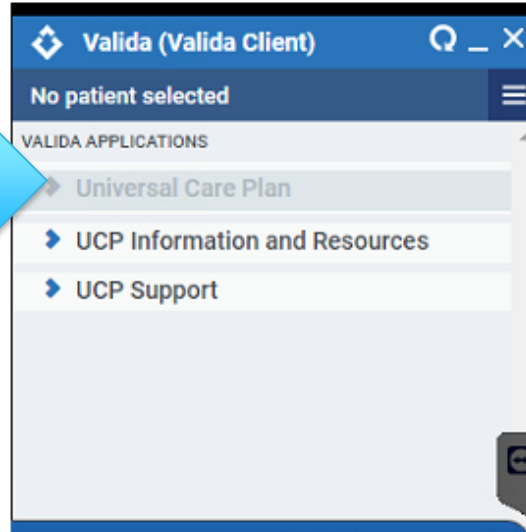 Valida (Valida Client)
No patient selected
VALIDA APPLICATIONS
Universal Care Plan
UCP Information and Resources
UCP Support